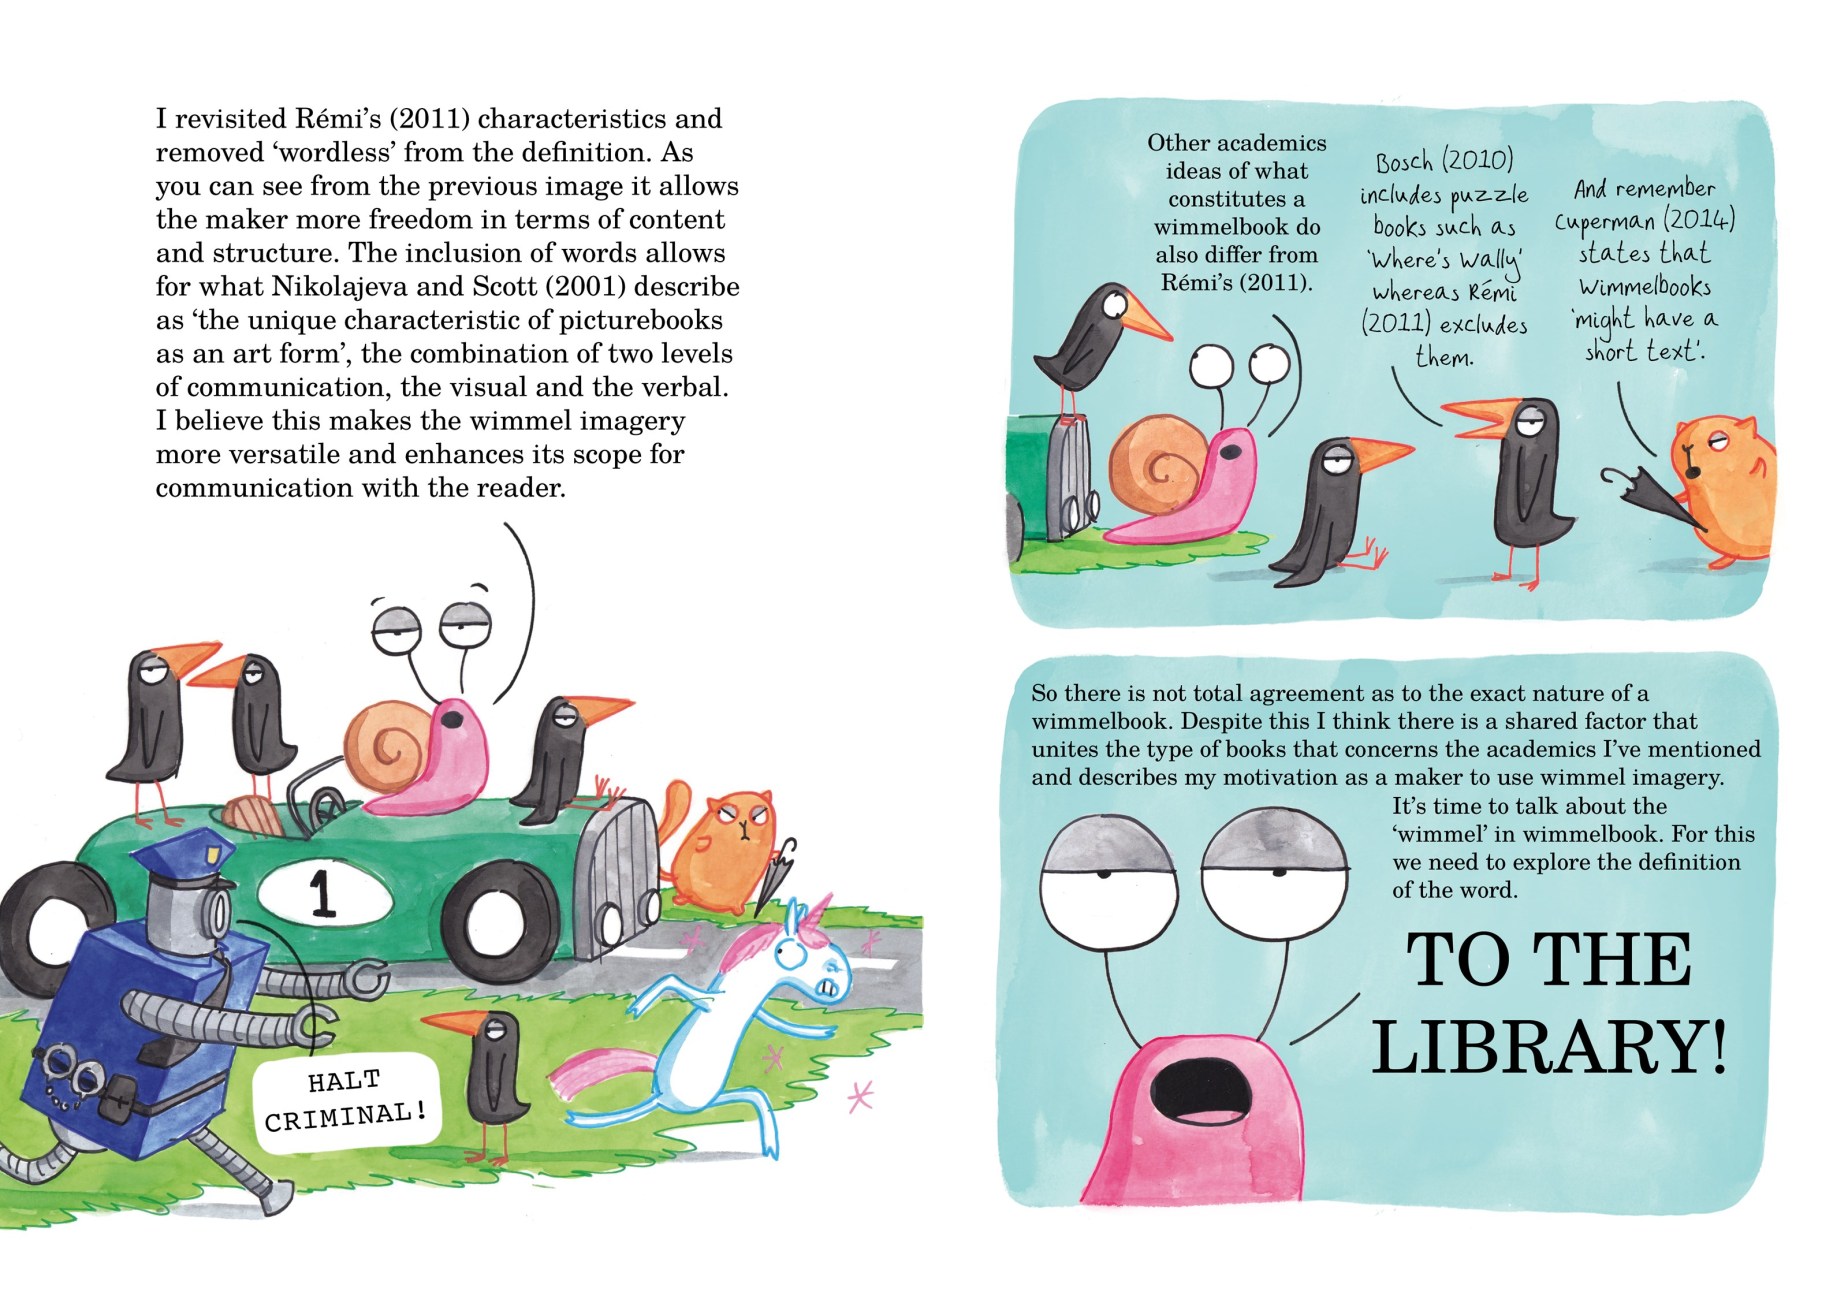 I revisited Rémi’s (2011) characteristics and
removed ‘wordless’ from the definition. As
you can see from the previous image it allows
the maker more freedom in terms of content
and structure. The inclusion of words allows
for what Nikolajeva and Scott (2001) describe
as ‘the unique characteristic of picturebooks
as an art form’, the combination of two levels
of communication, the visual and the verbal.
I believe this makes the wimmel imagery
more versatile and enhances its scope for
communication with the reader.
1
HALT
CRIMINAL!
Other academics
ideas of what
constitutes a
wimmelbook do
also differ from
Rémi’s (2011).
Bosch (2010)
includes puzzle
books such as
‘Where’s Wally’
whereas Rémi
(2011) excludes
them.
And remember
Cuperman (2014)
states that
Wimmelbooks
‘might have a
short text’.
So there is not total agreement as to the exact nature of a
wimmelbook. Despite this I think there is a shared factor that
unites the type of books that concerns the academics I’ve mentioned
and describes my motivation as a maker to use wimmel imagery.
It’s time to talk about the
‘wimmel’ in wimmelbook. For this
we need to explore the definition
of the word.
TO THE
LIBRARY!